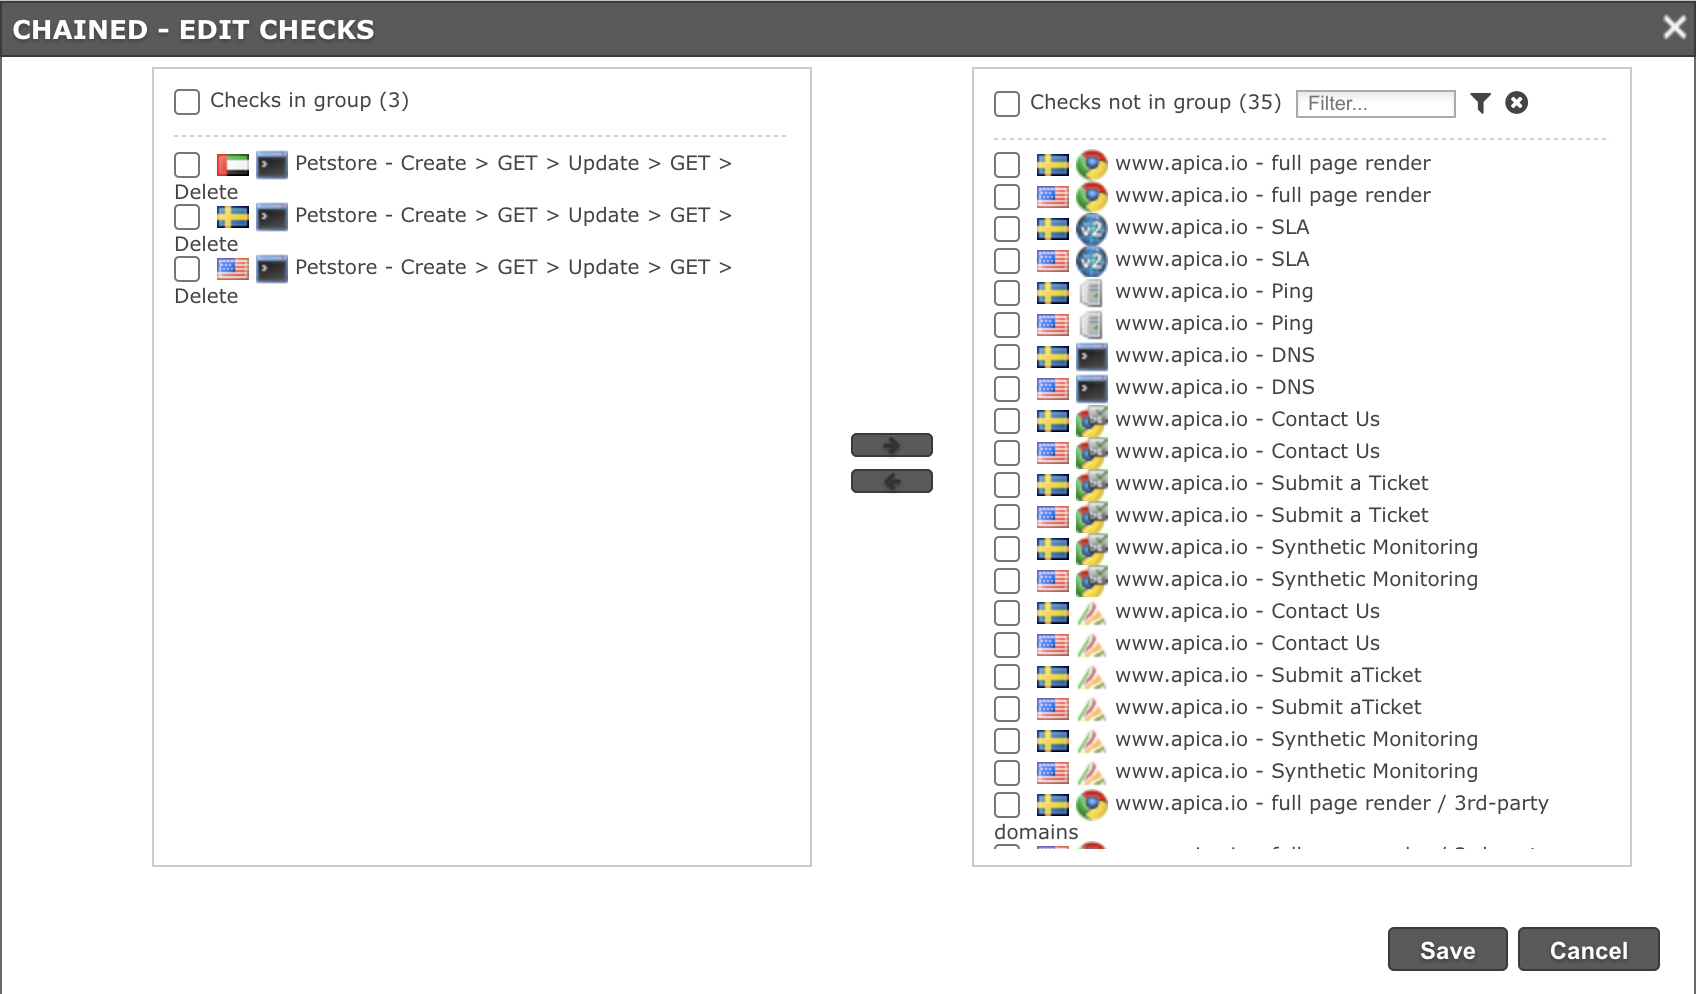 CHAINED - EDIT CHECKS
Checks in group (3)
Petstore - Create > GET > Update > GET >
Delete
Petstore - Create > GET > Update > GET >
Delete
Petstore - Create > GET > Update > GET >
Delete
Checks not in group (35) Filter...
www.apica.io - full page render
www.apica.io - full page render
www.apica.io - SLA
www.apica.io - SLA
www.apica.io - Ping
www.apica.io - Ping
www.apica.io - DNS
www.apica.io - DNS
www.apica.io - Contact Us
www.apica.io - Contact Us
www.apica.io - Submit a Ticket
www.apica.io - Submit a Ticket
www.apica.io - Synthetic Monitoring
www.apica.io - Synthetic Monitoring
www.apica.io - Contact Us
www.apica.io - Contact Us
www.apica.io - Submit aTicket
www.apica.io - Submit aTicket
www.apica.io - Synthetic Monitoring
www.apica.io - Synthetic Monitoring
www.apica.io - full page render / 3rd-party
domains
Save Cancel